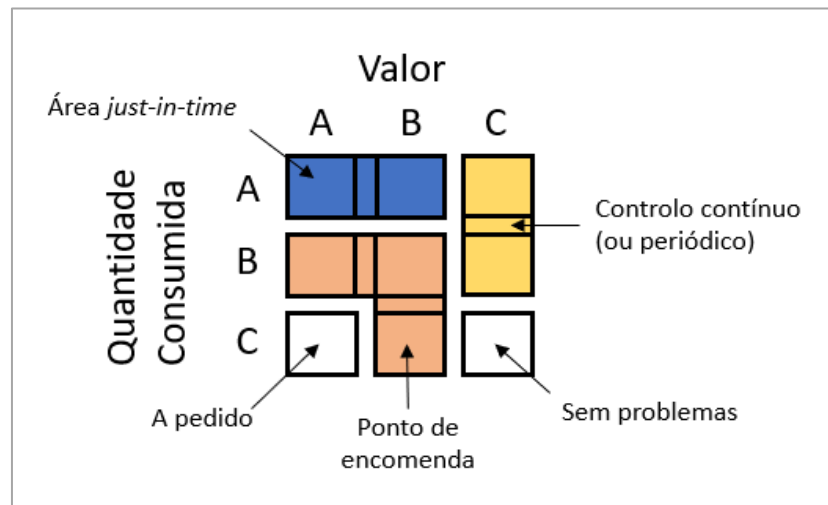 Valor
Área just-in-time
A B C
Quantidade
Consumida
A
B
C
Controlo contínuo
(ou periódico)
A pedido
Ponto de
encomenda
Sem problemas